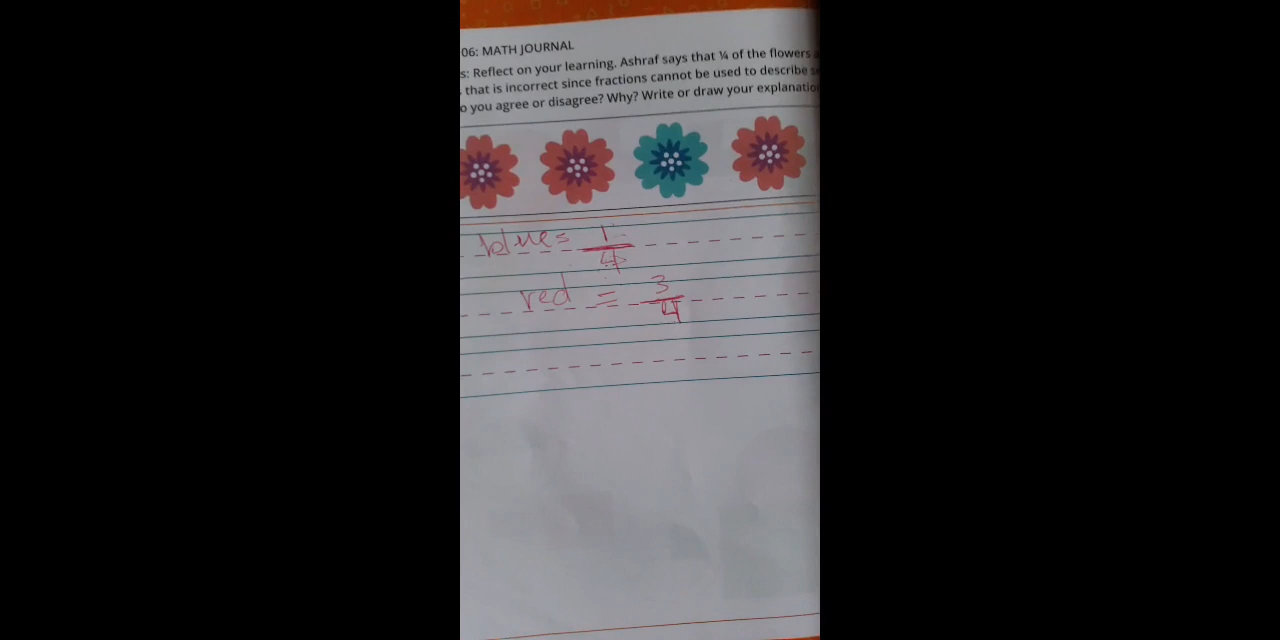 06: MATH JOURNAL
s: Reflect on your learning. Ashraf says that ¼ of the flowers
that is incorrect since fractions cannot be used to describe
o you agree or disagree? Why? Write or draw your explanatio
blue = 1/4
red = 3/4